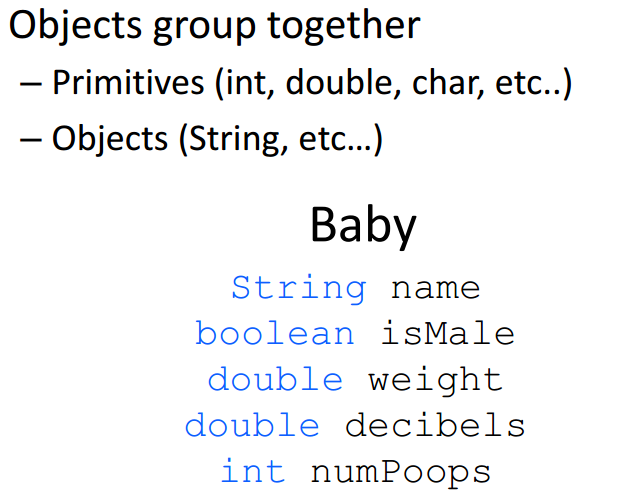 Objects group together
– Primitives (int, double, char, etc..)
– Objects (String, etc…)
Baby
String name
boolean isMale
double weight
double decibels
int numPoops